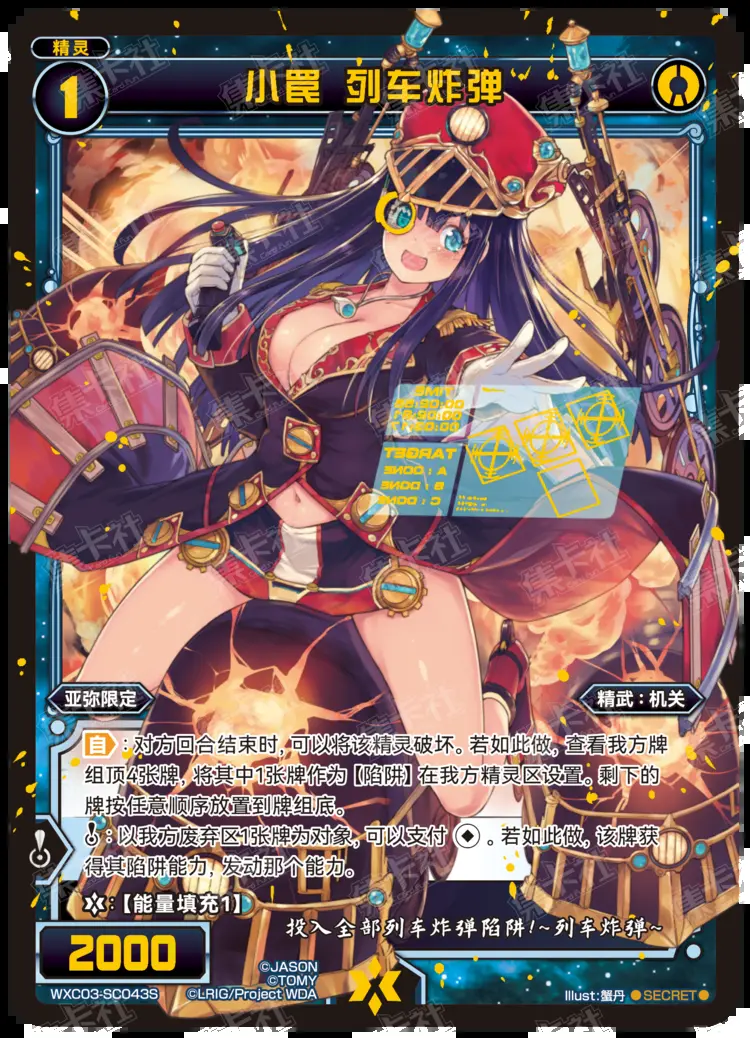 精灵
1
小罠 列车炸弹
TARGET
A : DONE
B : DONE
C : DONE
亚弥限定
精武：机关
自：对方回合结束时，可以将该精灵破坏。若如此做，查看我方牌
组顶4张牌，将其中1张牌作为【陷阱】在我方精灵区设置。剩下的
牌按任意顺序放置到牌组底。
：以我方废弃区1张牌为对象，可以支付 。若如此做，该牌获
得其陷阱能力，发动那个能力。
：【能量填充1】
投入全部列车炸弹陷阱!~列车炸弹~
2000
©JASON
©TOMY
WXC03-SC043S ©LRIG/Project WDA
Illust:蟹丹 ●SECRET●
集卡社